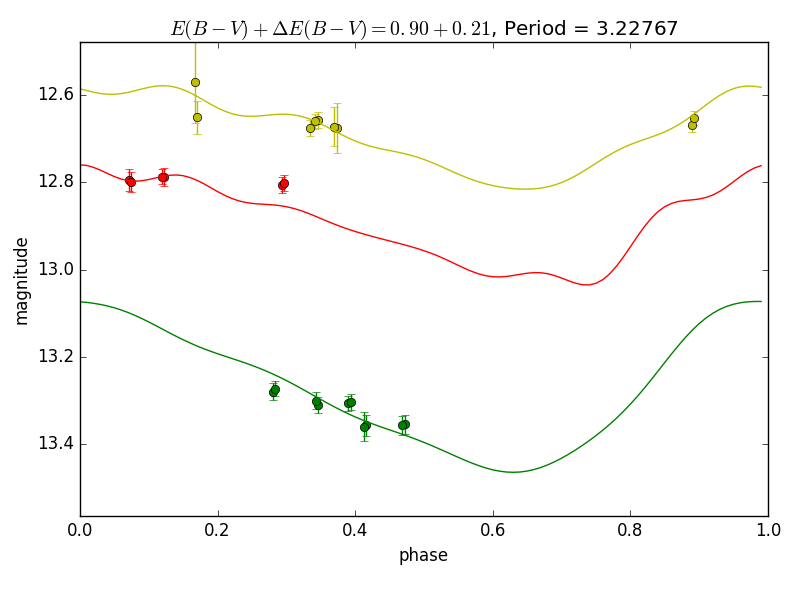 E(B − V) + ΔE(B − V) = 0.90 + 0.21, Period = 3.22767
12.6
12.8
13.0
13.2
13.4
magnitude
0.0 0.2 0.4 0.6 0.8 1.0
phase